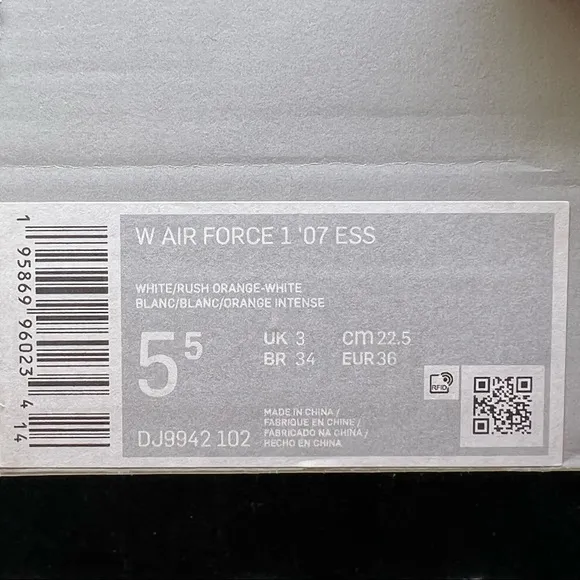 W AIR FORCE 1 '07 ESS
WHITE/RUSH ORANGE-WHITE
BLANC/BLANC/ORANGE INTENSE
5⁵
UK 3 cm 22.5
BR 34 EUR 36
RFID
DJ9942 102
MADE IN CHINA /
FABRIQUE EN CHINE /
FABRICADO NA CHINA /
HECHO EN CHINA
1 95869 96023 4 14